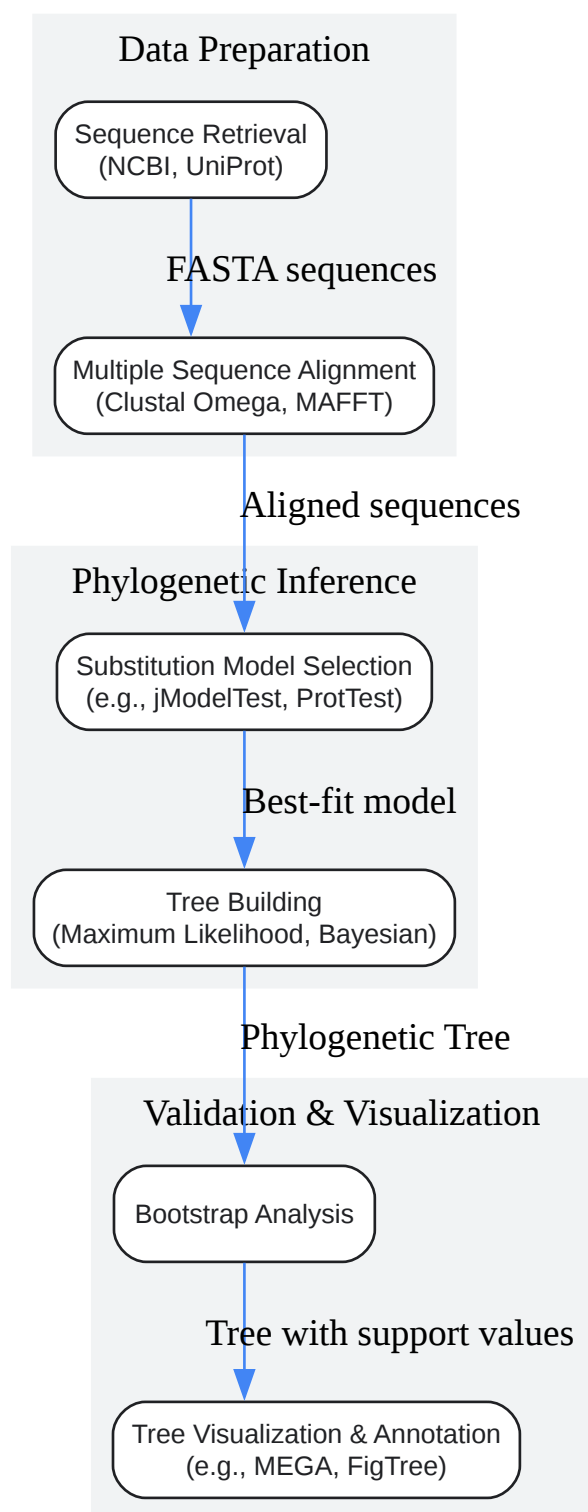 Data Preparation
Sequence Retrieval
(NCBI, UniProt)
FASTA sequences
Multiple Sequence Alignment
(Clustal Omega, MAFFT)
Aligned sequences
Phylogenetic Inference
Substitution Model Selection
(e.g., jModelTest, ProtTest)
Best-fit model
Tree Building
(Maximum Likelihood, Bayesian)
Phylogenetic Tree
Validation & Visualization
Bootstrap Analysis
Tree with support values
Tree Visualization & Annotation
(e.g., MEGA, FigTree)